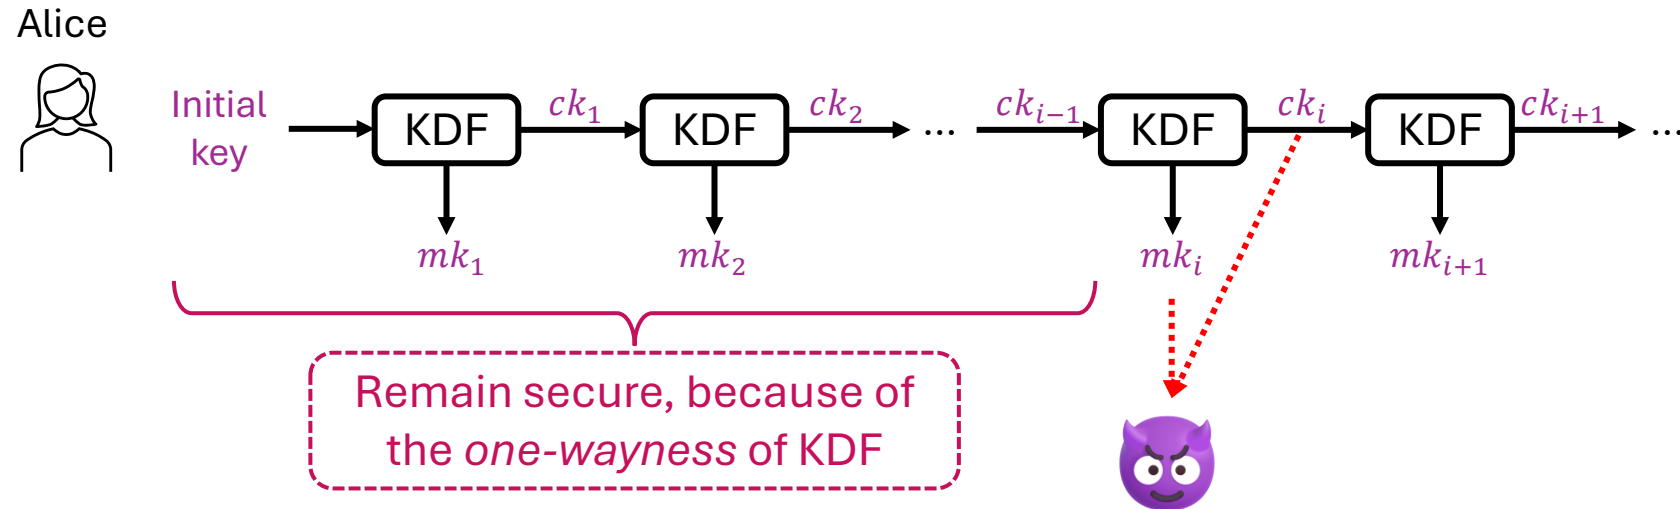 Alice
Initial
key
KDF
ck₁
KDF
ck₂
...
ckᵢ₋₁
KDF
ckᵢ
KDF
ckᵢ₊₁
...
mk₁
mk₂
mkᵢ
mkᵢ₊₁
Remain secure, because of
the one-wayness of KDF